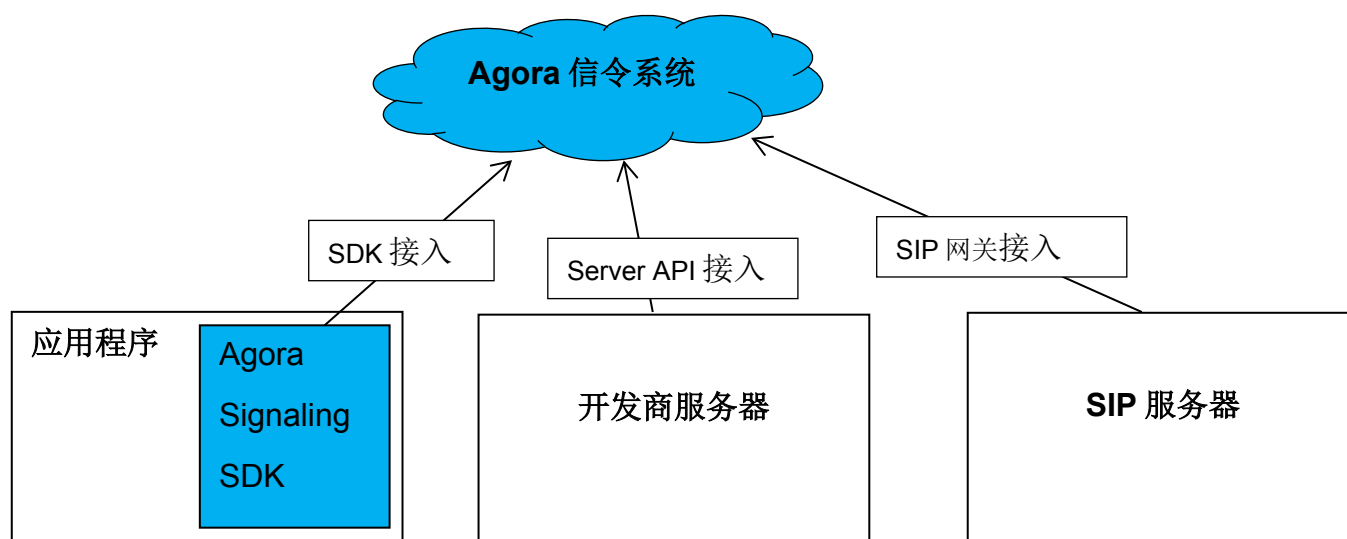 Agora 信令系统
SDK 接入
Server API 接入
SIP 网关接入
应用程序
Agora
Signaling
SDK
开发商服务器
SIP 服务器